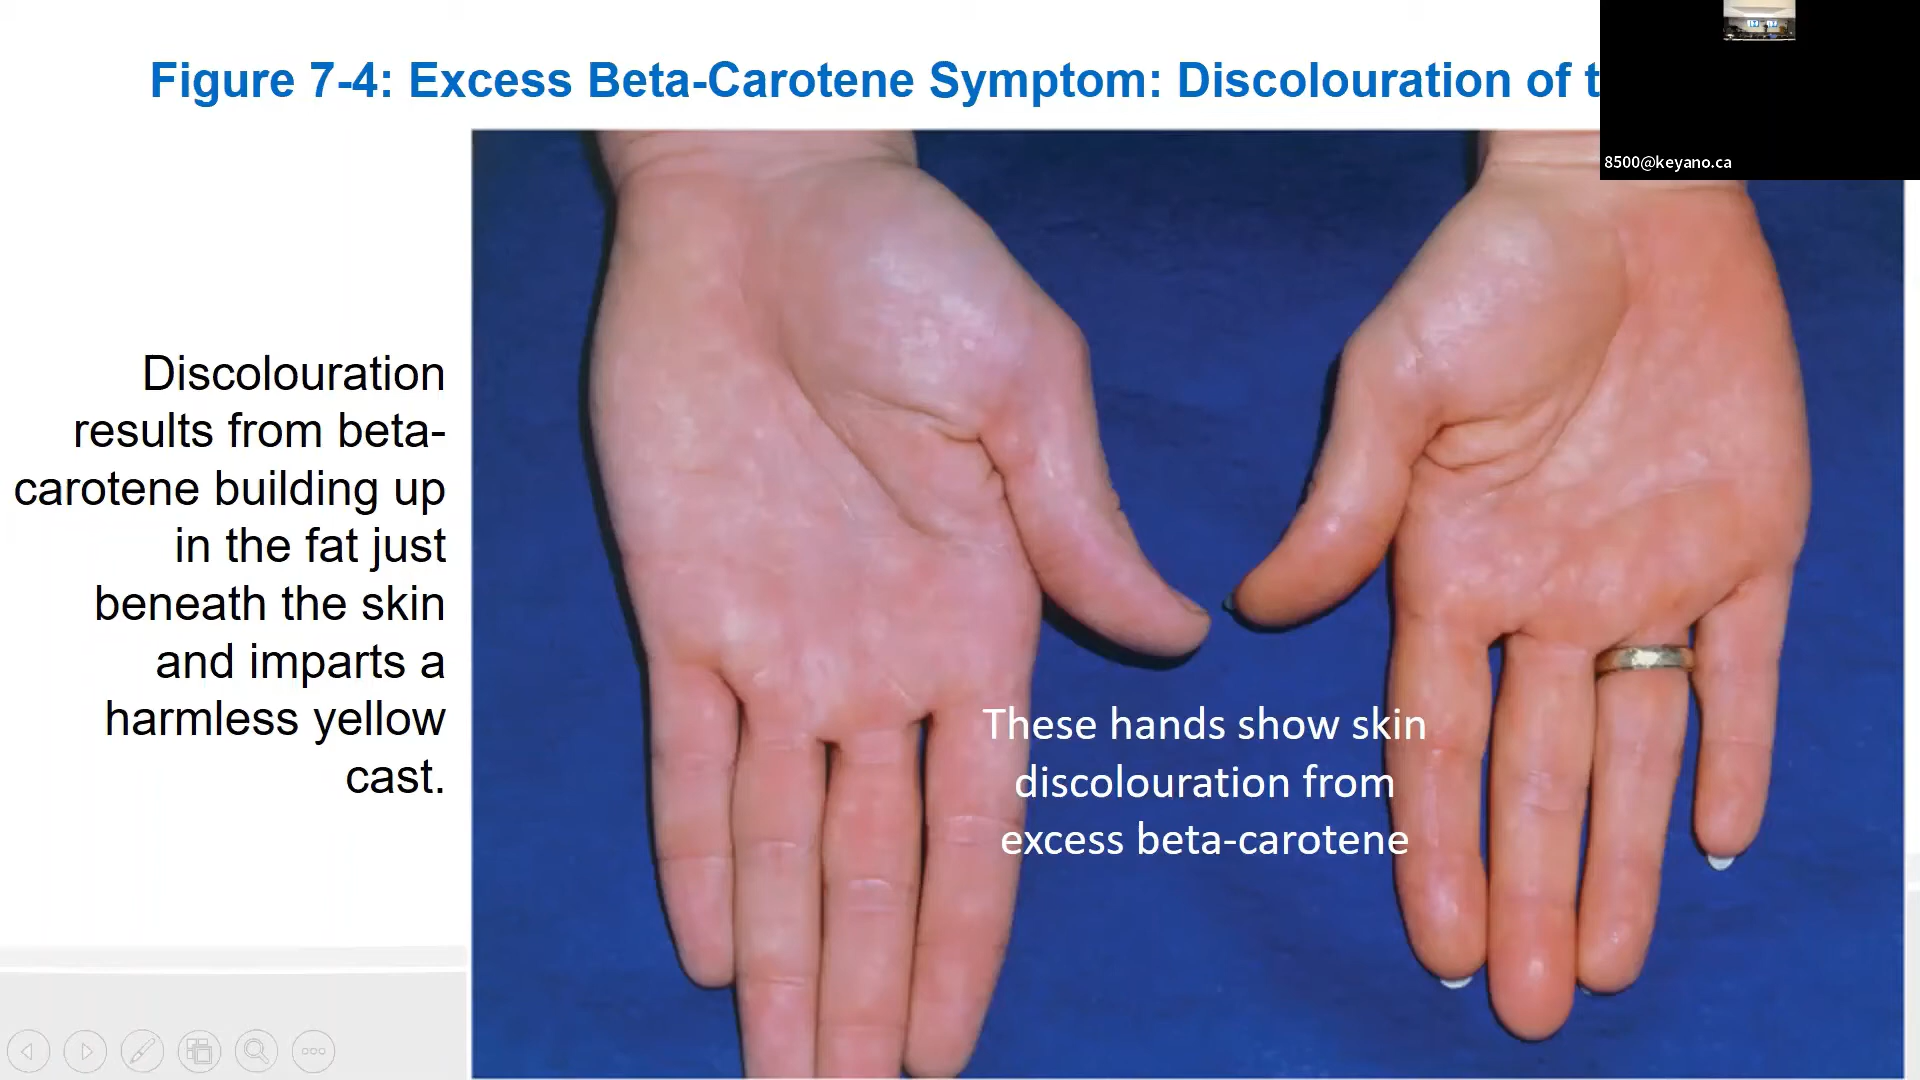 Figure 7-4: Excess Beta-Carotene Symptom: Discolouration of
8500@keyano.ca
Discolouration
results from beta-
carotene building up
in the fat just
beneath the skin
and imparts a
harmless yellow
cast.
These hands show skin
discolouration from
excess beta-carotene